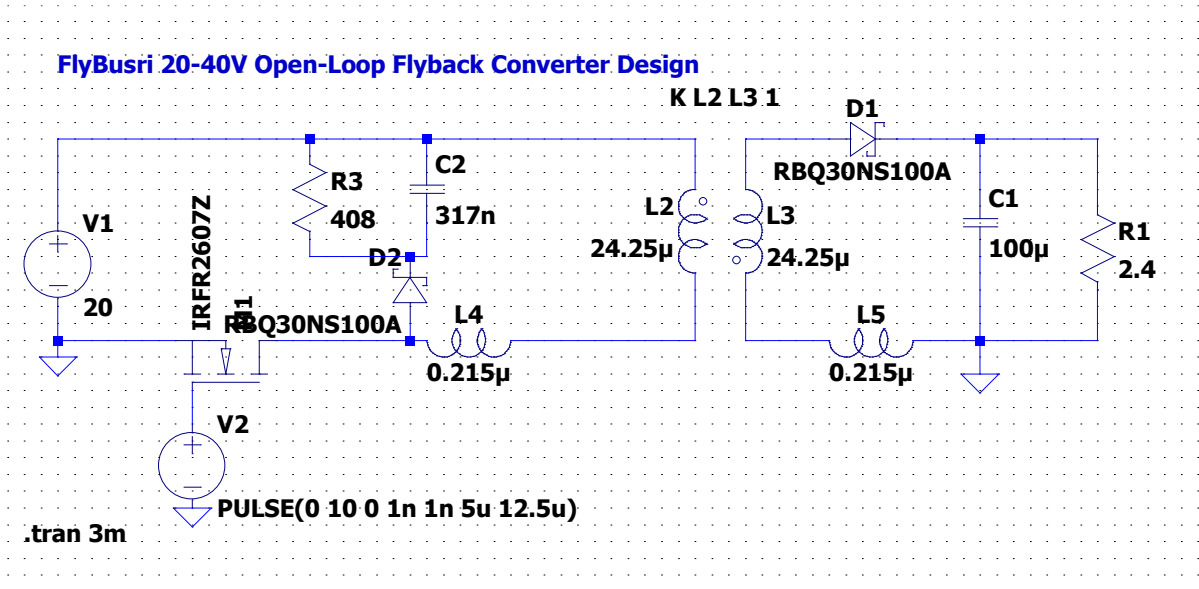 FlyBusri 20-40V Open-Loop Flyback Converter Design
K L2 L3 1
D1
RBQ30NS100A
R3
408
C2
317n
L2
24.25µ
L3
24.25µ
C1
100µ
R1
2.4
V1
20
IRFR2607Z
M1
D2
RBQ30NS100A
L4
0.215µ
L5
0.215µ
V2
PULSE(0 10 0 1n 1n 5u 12.5u)
.tran 3m